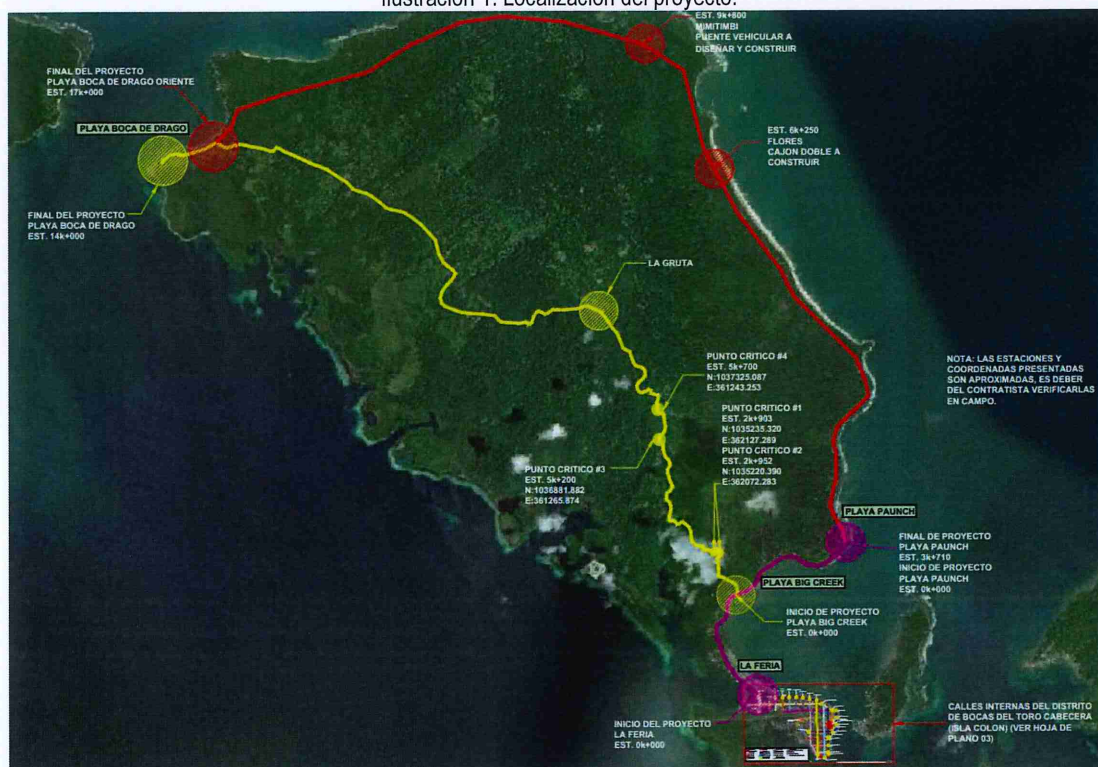 Ilustración 1. Localización del proyecto.
EST. 9k+800
MIMITIMBI
PUENTE VEHICULAR A
DISEÑAR Y CONSTRUIR
FINAL DEL PROYECTO
PLAYA BOCA DE DRAGO ORIENTE
EST. 17k+000
PLAYA BOCA DE DRAGO
EST. 6k+250
FLORES
CAJON DOBLE A
CONSTRUIR
FINAL DEL PROYECTO
PLAYA BOCA DE DRAGO
EST. 14k+000
LA GRUTA
PUNTO CRITICO #4
EST. 5k+700
N:1037325.087
E:361243.253
NOTA: LAS ESTACIONES Y
COORDENADAS PRESENTADAS
SON APROXIMADAS, ES DEBER
DEL CONTRATISTA VERIFICARLAS
EN CAMPO.
PUNTO CRITICO #1
EST. 2k+903
N:1035235.320
E:362127.289
PUNTO CRITICO #2
EST. 2k+952
N:1035220.390
E:362072.283
PUNTO CRITICO #3
EST. 5k+200
N:1036881.882
E:361265.874
PLAYA PAUNCH
FINAL DE PROYECTO
PLAYA PAUNCH
EST. 3k+710
INICIO DE PROYECTO
PLAYA PAUNCH
EST. 0k+000
PLAYA BIG CREEK
INICIO DE PROYECTO
PLAYA BIG CREEK
EST. 0k+000
LA FERIA
INICIO DEL PROYECTO
LA FERIA
EST. 0k+000
CALLES INTERNAS DEL DISTRITO
DE BOCAS DEL TORO CABECERA
(ISLA COLON) (VER HOJA DE
PLANO 03)